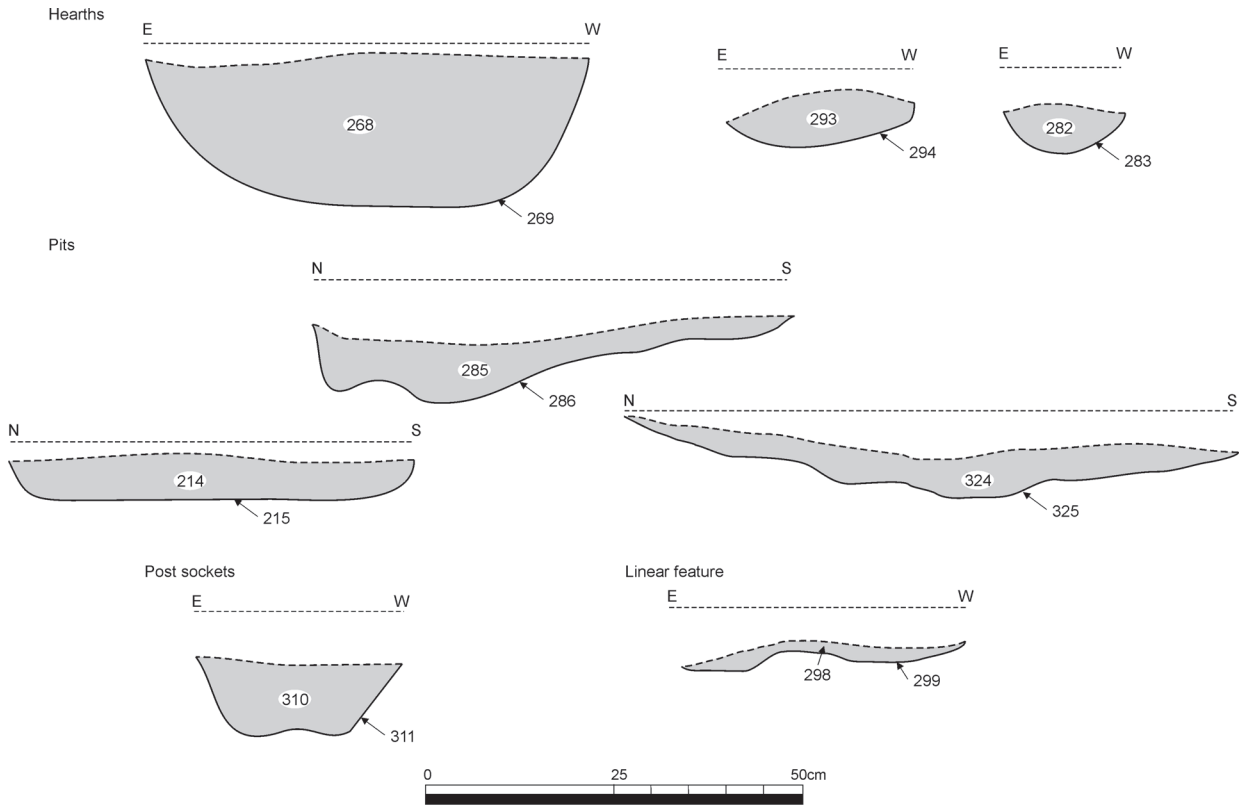 Hearths
E W
E W
E W
268
293
282
294
283
269
Pits
N S
285
286
N S
N S
214
324
215
325
Post sockets
Linear feature
E W
E W
298
299
310
311
0 25 50cm